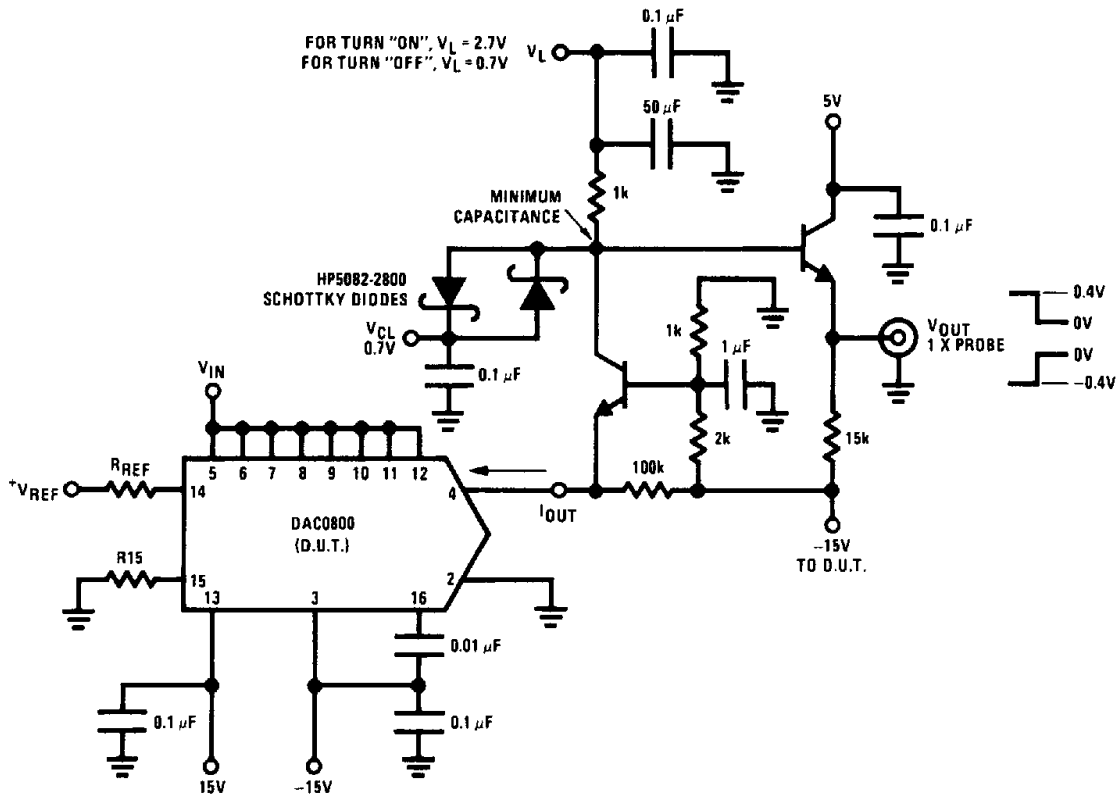 0.1 μF
FOR TURN "ON", VL = 2.7V
FOR TURN "OFF", VL = 0.7V
VL
50 μF
5V
1k
MINIMUM
CAPACITANCE
0.1 μF
HP5082-2800
SCHOTTKY DIODES
VCL
0.7V
0.1 μF
1k
1 μF
VOUT
1 X PROBE
0.4V
0V
0V
-0.4V
VIN
2k
15k
100k
5 6 7 8 9 10 11 12
RREF
+VREF
14
4
IOUT
DAC0800
(D.U.T.)
-15V
TO D.U.T.
R15
15
2
13 3 16
0.01 μF
0.1 μF
0.1 μF
15V
-15V